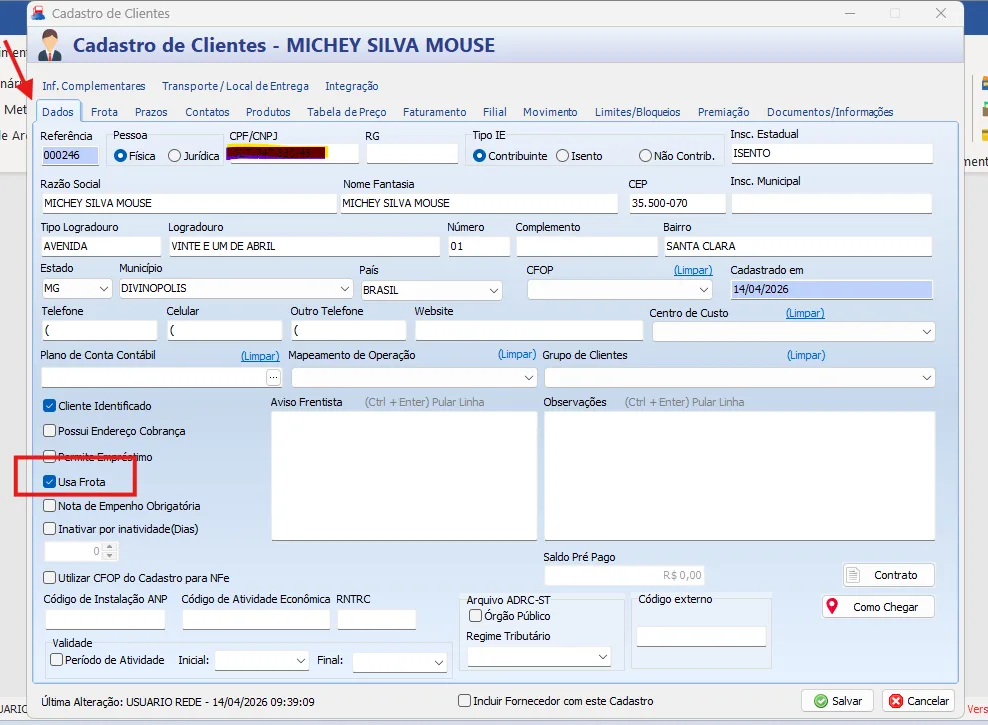 Cadastro de Clientes
Cadastro de Clientes - MICHEY SILVA MOUSE
Inf. Complementares Transporte / Local de Entrega Integração
Dados Frota Prazos Contatos Produtos Tabela de Preço Faturamento Filial Movimento Limites/Bloqueios Premiação Documentos/Informações
Referência Pessoa CPF/CNPJ RG Tipo IE Insc. Estadual
000246 Física Jurídica Contribuinte Isento Não Contrib. ISENTO
Razão Social Nome Fantasia CEP Insc. Municipal
MICHEY SILVA MOUSE MICHEY SILVA MOUSE 35.500-070
Tipo Logradouro Logradouro Número Complemento Bairro
AVENIDA VINTE E UM DE ABRIL 01 SANTA CLARA
Estado Município País CFOP (Limpar) Cadastrado em
MG DIVINOPOLIS BRASIL 14/04/2026
Telefone Celular Outro Telefone Website Centro de Custo (Limpar)
( ( (
Plano de Conta Contábil (Limpar) Mapeamento de Operação (Limpar) Grupo de Clientes (Limpar)
...
Cliente Identificado Aviso Frentista (Ctrl + Enter) Pular Linha Observações (Ctrl + Enter) Pular Linha
Possui Endereço Cobrança
Permite Empréstimo
Usa Frota
Nota de Empenho Obrigatória
Inativar por inatividade(Dias)
0
Saldo Pré Pago
R$ 0,00
Contrato
Utilizar CFOP do Cadastro para NFe
Código de Instalação ANP Código de Atividade Econômica RNTRC Arquivo ADRC-ST Código externo
Como Chegar
Órgão Público
Regime Tributário
Validade
Período de Atividade Inicial: Final:
Última Alteração: USUARIO REDE - 14/04/2026 09:39:09 Incluir Fornecedor com este Cadastro Salvar Cancelar